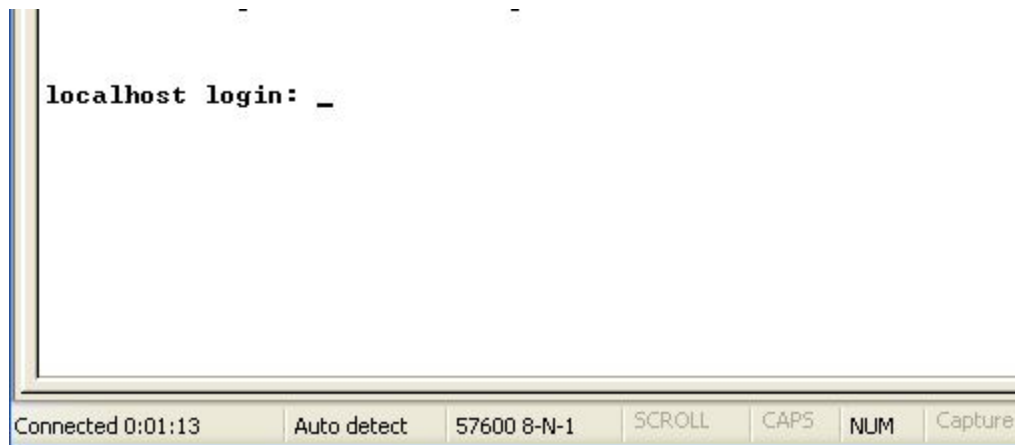 localhost login: _
Connected 0:01:13 Auto detect 57600 8-N-1 SCROLL CAPS NUM Capture